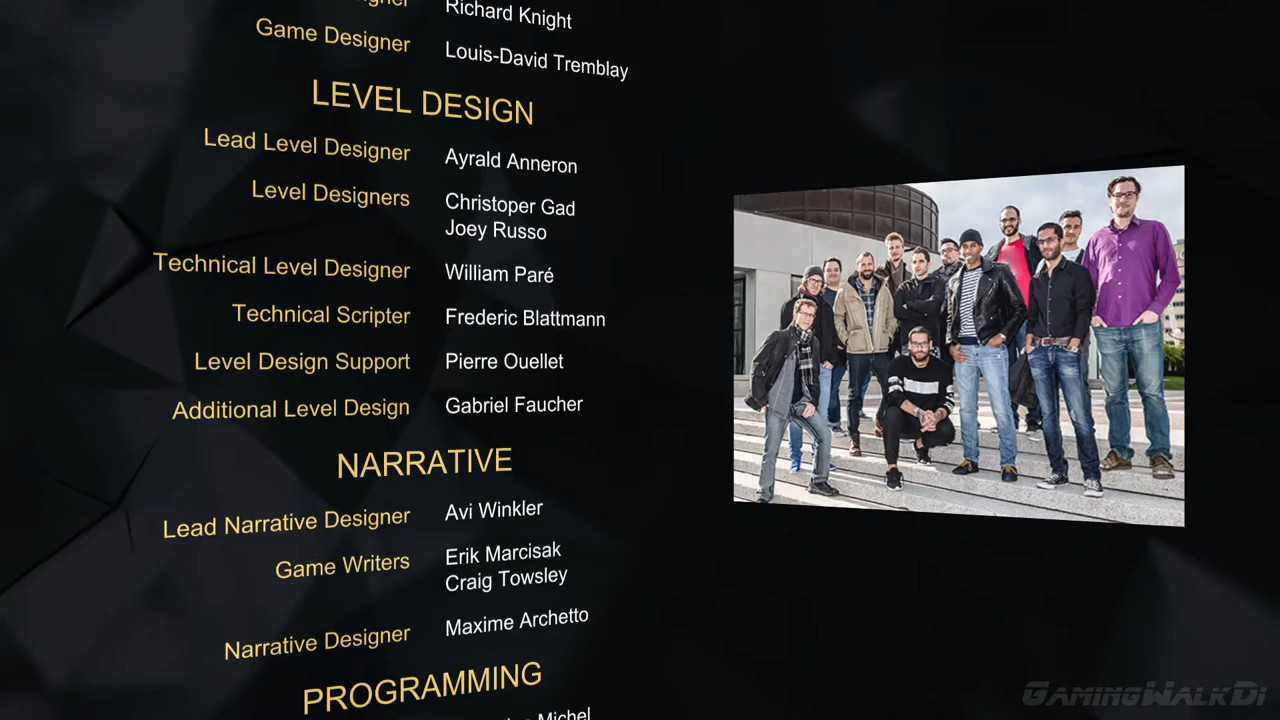 Richard Knight
Game Designer Louis-David Tremblay
LEVEL DESIGN
Lead Level Designer Ayrald Anneron
Level Designers Christoper Gad
Joey Russo
Technical Level Designer William Paré
Technical Scripter Frederic Blattmann
Level Design Support Pierre Ouellet
Additional Level Design Gabriel Faucher
NARRATIVE
Lead Narrative Designer Avi Winkler
Game Writers Erik Marcisak
Craig Towsley
Narrative Designer Maxime Archetto
PROGRAMMING
Michel
GamingWalkDi